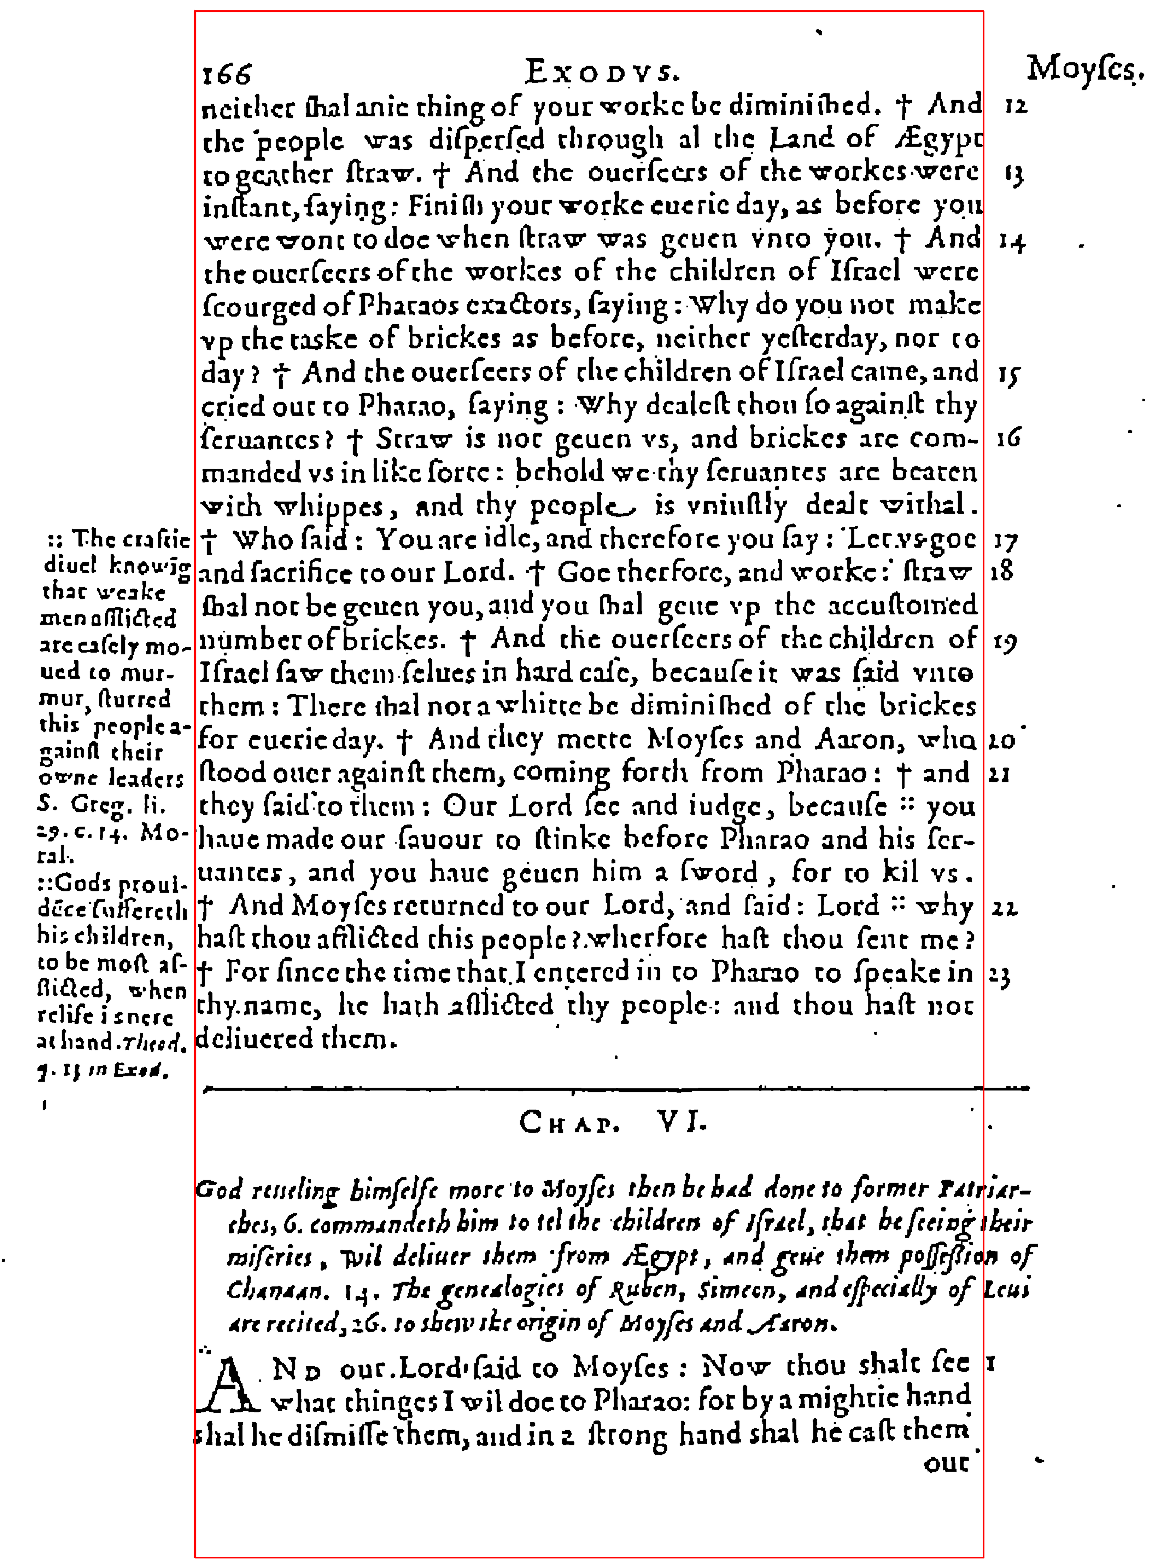 166 EXODVS. Moyſes.
neither ſhal anie thing of your worke be diminiſhed. † And 12
the people was diſperſed through al the Land of Ægypt
to geather ſtraw. † And the ouerſeers of the workes were 13
inſtant, ſaying: Finiſh your worke euerie day, as before you
were wont to doe when ſtraw was geuen vnto you. † And 14
the ouerſeers of the workes of the children of Iſrael were
ſcourged of Pharaos exactors, ſaying: Why do you not make
vp the taske of brickes as before, neither yeſterday, nor to
day? † And the ouerſeers of the children of Iſrael came, and 15
cried out to Pharao, ſaying: Why dealeſt thou ſo againſt thy
ſeruantes? † Straw is not geuen vs, and brickes are com- 16
manded vs in like ſorte: behold we thy ſeruantes are beaten
with whippes, and thy people is vniuſtly dealt withal.
† Who ſaid: You are idle, and therefore you ſay: Let vs goe 17
and ſacrifice to our Lord. † Goe therfore, and worke: ſtraw 18
ſhal not be geuen you, and you ſhal geue vp the accuſtomed
number of brickes. † And the ouerſeers of the children of 19
Iſrael ſaw them ſelues in hard caſe, becauſe it was ſaid vnto
them: There ſhal not a whitte be diminiſhed of the brickes
for euerie day. † And they mette Moyſes and Aaron, who 20
ſtood ouer againſt them, coming forth from Pharao: † and 21
they ſaid to them: Our Lord ſee and iudge, becauſe :: you
haue made our ſauour to ſtinke before Pharao and his ſer-
uantes, and you haue geuen him a ſword, for to kil vs.
† And Moyſes returned to our Lord, and ſaid: Lord :: why 22
haſt thou afflicted this people? wherfore haſt thou ſent me?
† For ſince the time that I entered in to Pharao to ſpeake in 23
thy name, he hath afflicted thy people: and thou haſt not
deliuered them.
:: The craftie
diuel knowīg
that weake
men afflicted
are eaſely mo-
ued to mur-
mur, ſturred
this people a-
gainſt their
owne leaders
S. Greg. li.
29. c. 14. Mo-
ral.
:: Gods proui-
dēce ſuffereth
his children,
to be moſt af-
flicted, when
relife is nere
at hand. Theod.
q. 15 in Exod.
CHAP. VI.
God reueling himſelfe more to Moyſes then he had done to former Patriar-
ches, 6. commandeth him to tel the children of Iſrael, that he ſeeing their
miſeries, wil deliuer them from Ægypt, and geue them poſſeſſion of
Chanaan. 14. The genealogies of Ruben, Simeon, and eſpecially of Leui
are recited, 26. to shew the origin of Moyſes and Aaron.
AND our Lord ſaid to Moyſes: Now thou shalt ſee 1
what thinges I wil doe to Pharao: for by a mightie hand
shal he diſmiſſe them, and in a ſtrong hand shal he caſt them
out